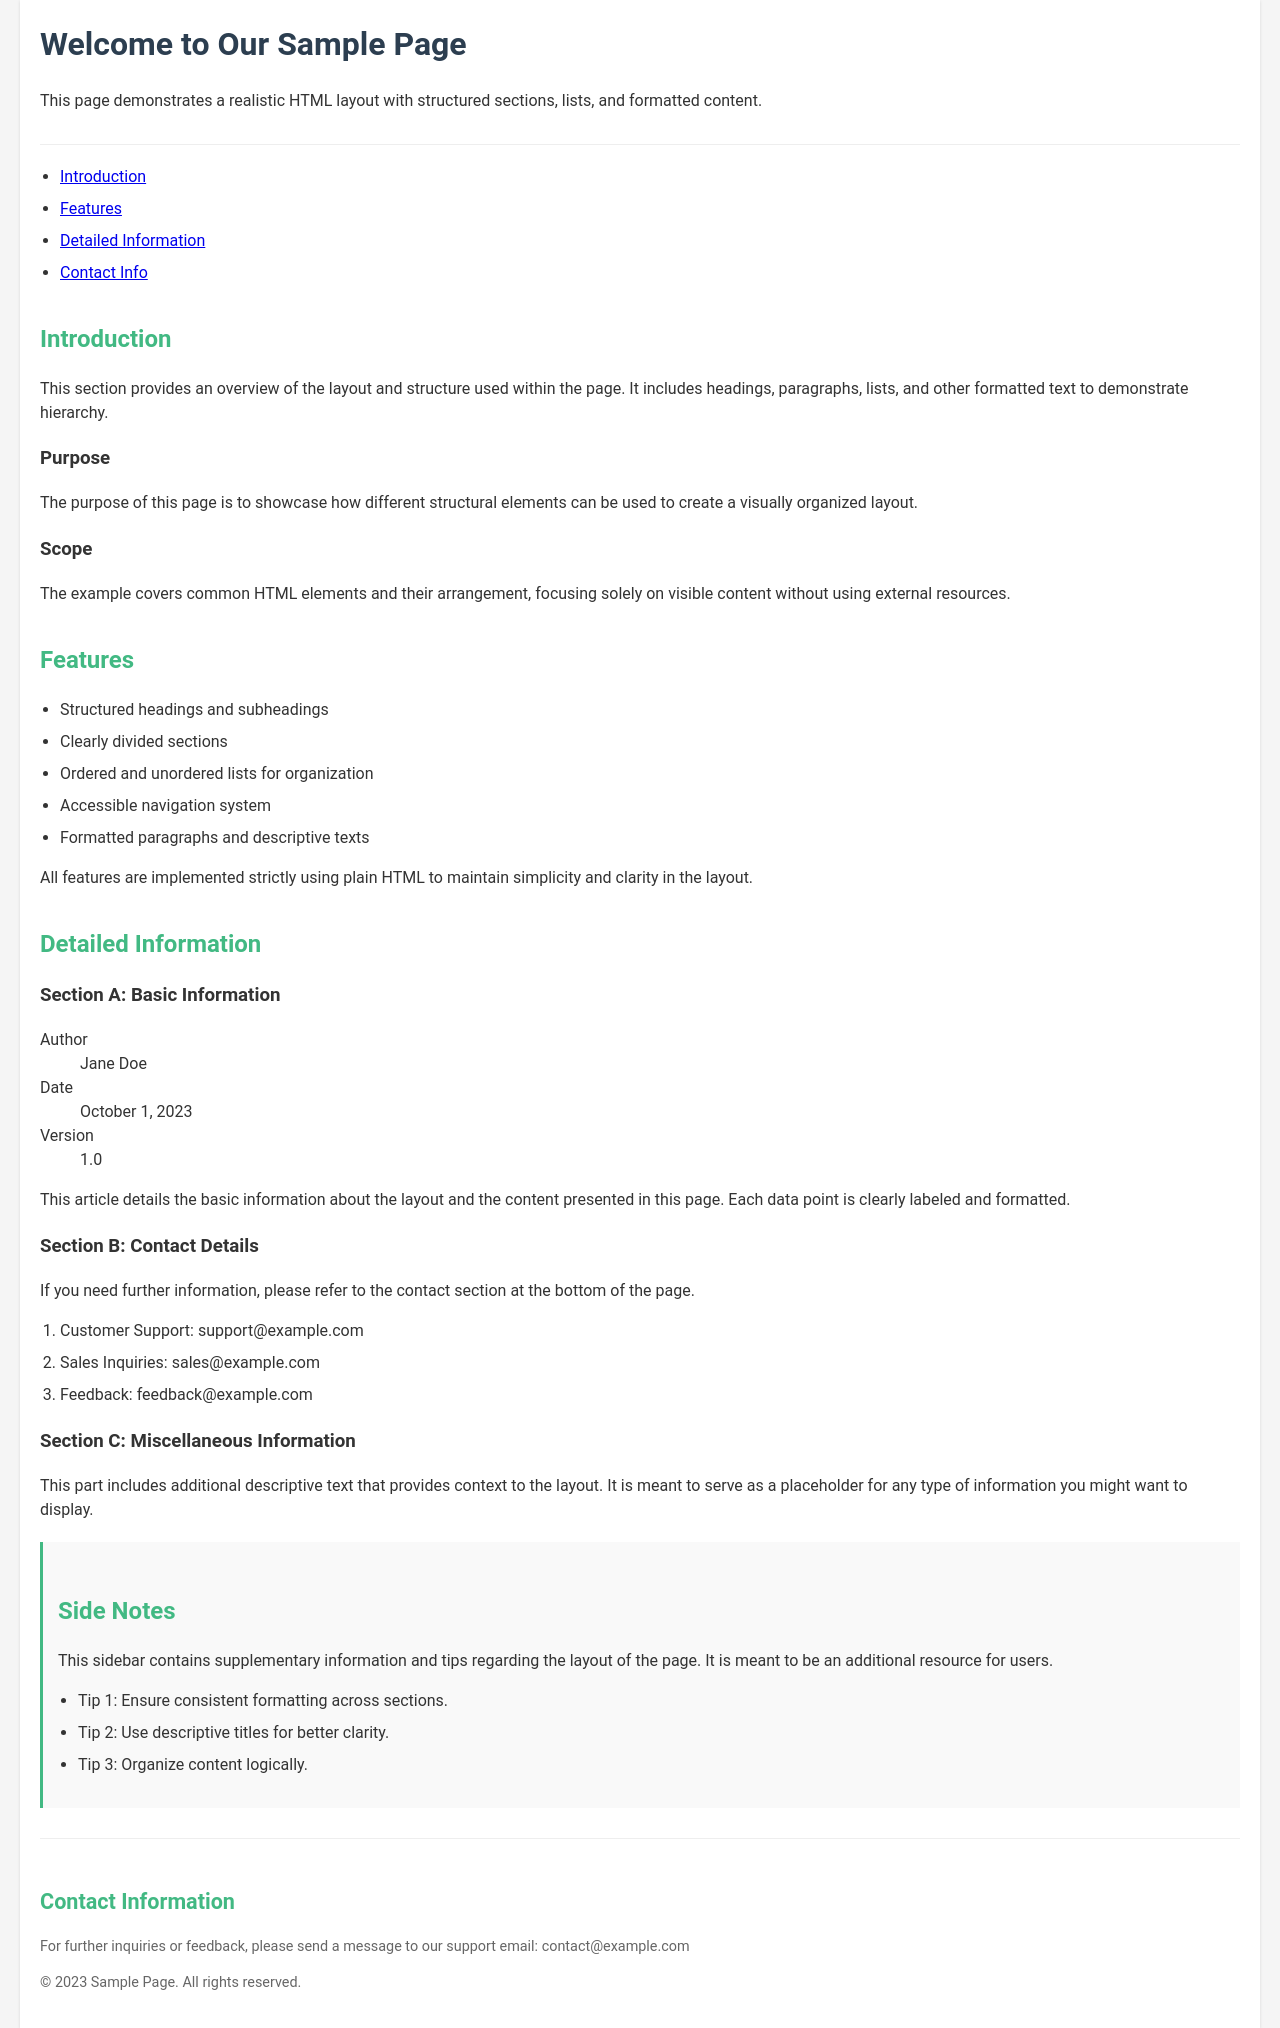 Welcome to Our Sample Page
This page demonstrates a realistic HTML layout with structured sections, lists, and formatted content.
• Introduction
• Features
• Detailed Information
• Contact Info
Introduction
This section provides an overview of the layout and structure used within the page. It includes headings, paragraphs, lists, and other formatted text to demonstrate
hierarchy.
Purpose
The purpose of this page is to showcase how different structural elements can be used to create a visually organized layout.
Scope
The example covers common HTML elements and their arrangement, focusing solely on visible content without using external resources.
Features
• Structured headings and subheadings
• Clearly divided sections
• Ordered and unordered lists for organization
• Accessible navigation system
• Formatted paragraphs and descriptive texts
All features are implemented strictly using plain HTML to maintain simplicity and clarity in the layout.
Detailed Information
Section A: Basic Information
Author
Jane Doe
Date
October 1, 2023
Version
1.0
This article details the basic information about the layout and the content presented in this page. Each data point is clearly labeled and formatted.
Section B: Contact Details
If you need further information, please refer to the contact section at the bottom of the page.
1. Customer Support: support@example.com
2. Sales Inquiries: sales@example.com
3. Feedback: feedback@example.com
Section C: Miscellaneous Information
This part includes additional descriptive text that provides context to the layout. It is meant to serve as a placeholder for any type of information you might want to
display.
Side Notes
This sidebar contains supplementary information and tips regarding the layout of the page. It is meant to be an additional resource for users.
• Tip 1: Ensure consistent formatting across sections.
• Tip 2: Use descriptive titles for better clarity.
• Tip 3: Organize content logically.
Contact Information
For further inquiries or feedback, please send a message to our support email: contact@example.com
© 2023 Sample Page. All rights reserved.